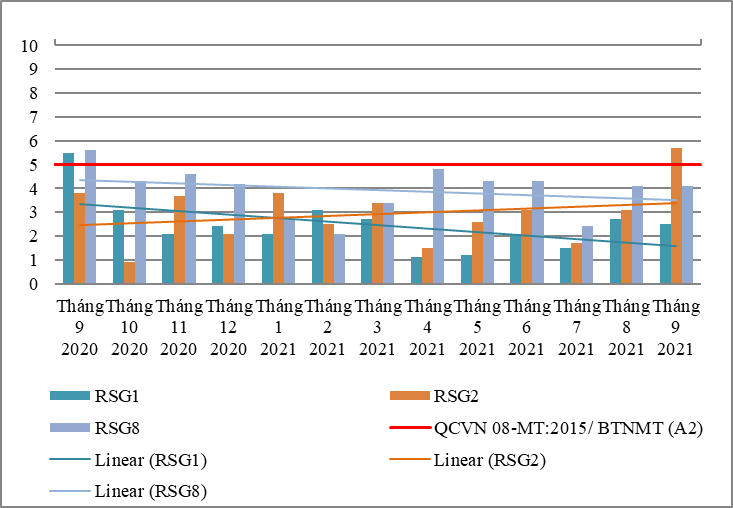 10
9
8
7
6
5
4
3
2
1
0
Tháng Tháng Tháng Tháng Tháng Tháng Tháng Tháng Tháng Tháng Tháng Tháng Tháng
9 10 11 12 1 2 3 4 5 6 7 8 9
2020 2020 2020 2020 2021 2021 2021 2021 2021 2021 2021 2021 2021
RSG1 RSG2
RSG8 QCVN 08-MT:2015/ BTNMT (A2)
Linear (RSG1) Linear (RSG2)
Linear (RSG8)